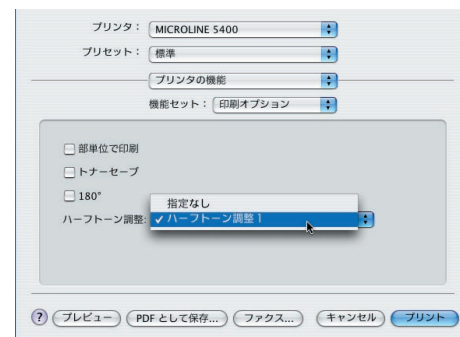 プリンタ： MICROLINE 5400
プリセット： 標準
プリンタの機能
機能セット： 印刷オプション
部単位で印刷
トナーセーブ
180°
指定なし
ハーフトーン調整: ✓ ハーフトーン調整 1
? プレビュー PDF として保存... ファクス... キャンセル プリント